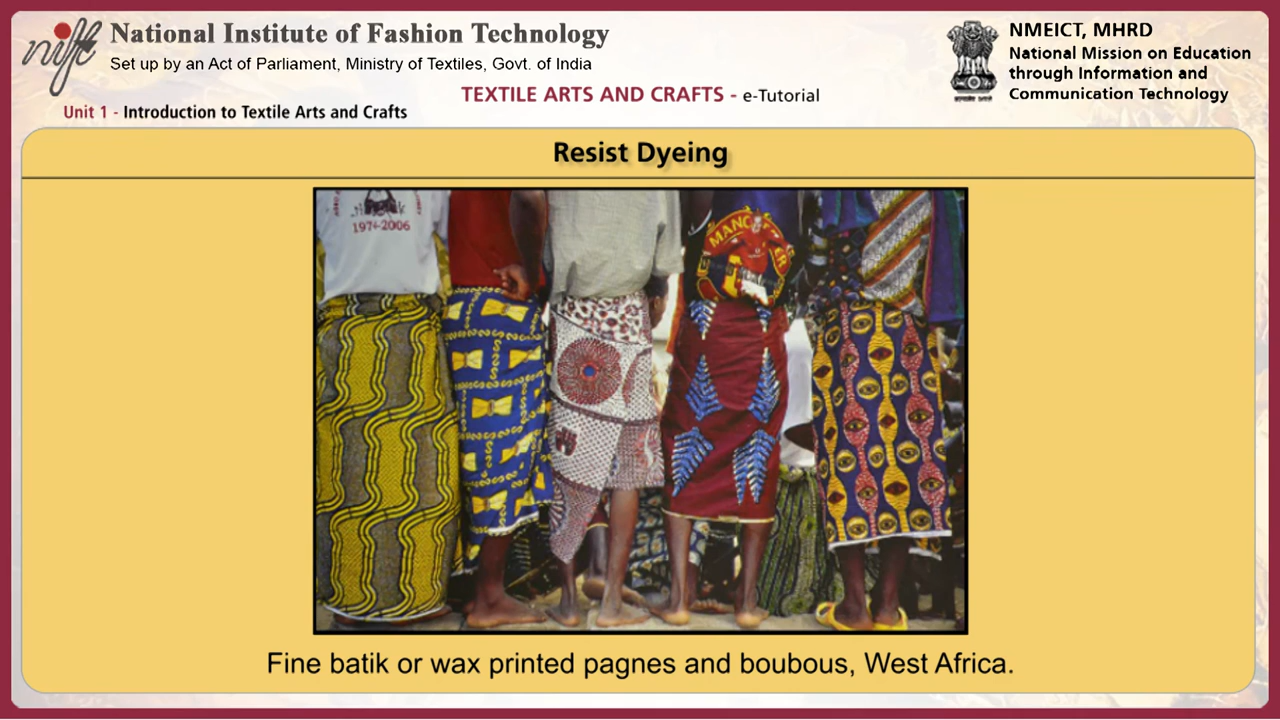 nift
National Institute of Fashion Technology
Set up by an Act of Parliament, Ministry of Textiles, Govt. of India
NMEICT, MHRD
National Mission on Education
through Information and
Communication Technology
TEXTILE ARTS AND CRAFTS - e-Tutorial
Unit 1 - Introduction to Textile Arts and Crafts
Resist Dyeing
1974-2006
Fine batik or wax printed pagnes and boubous, West Africa.